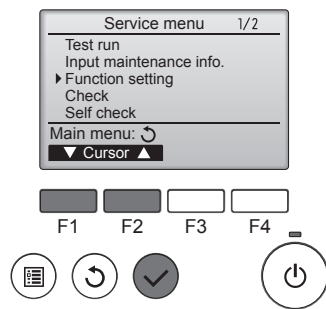 Service menu 1/2
Test run
Input maintenance info.
Function setting
Check
Self check
Main menu:
Cursor
F1 F2 F3 F4